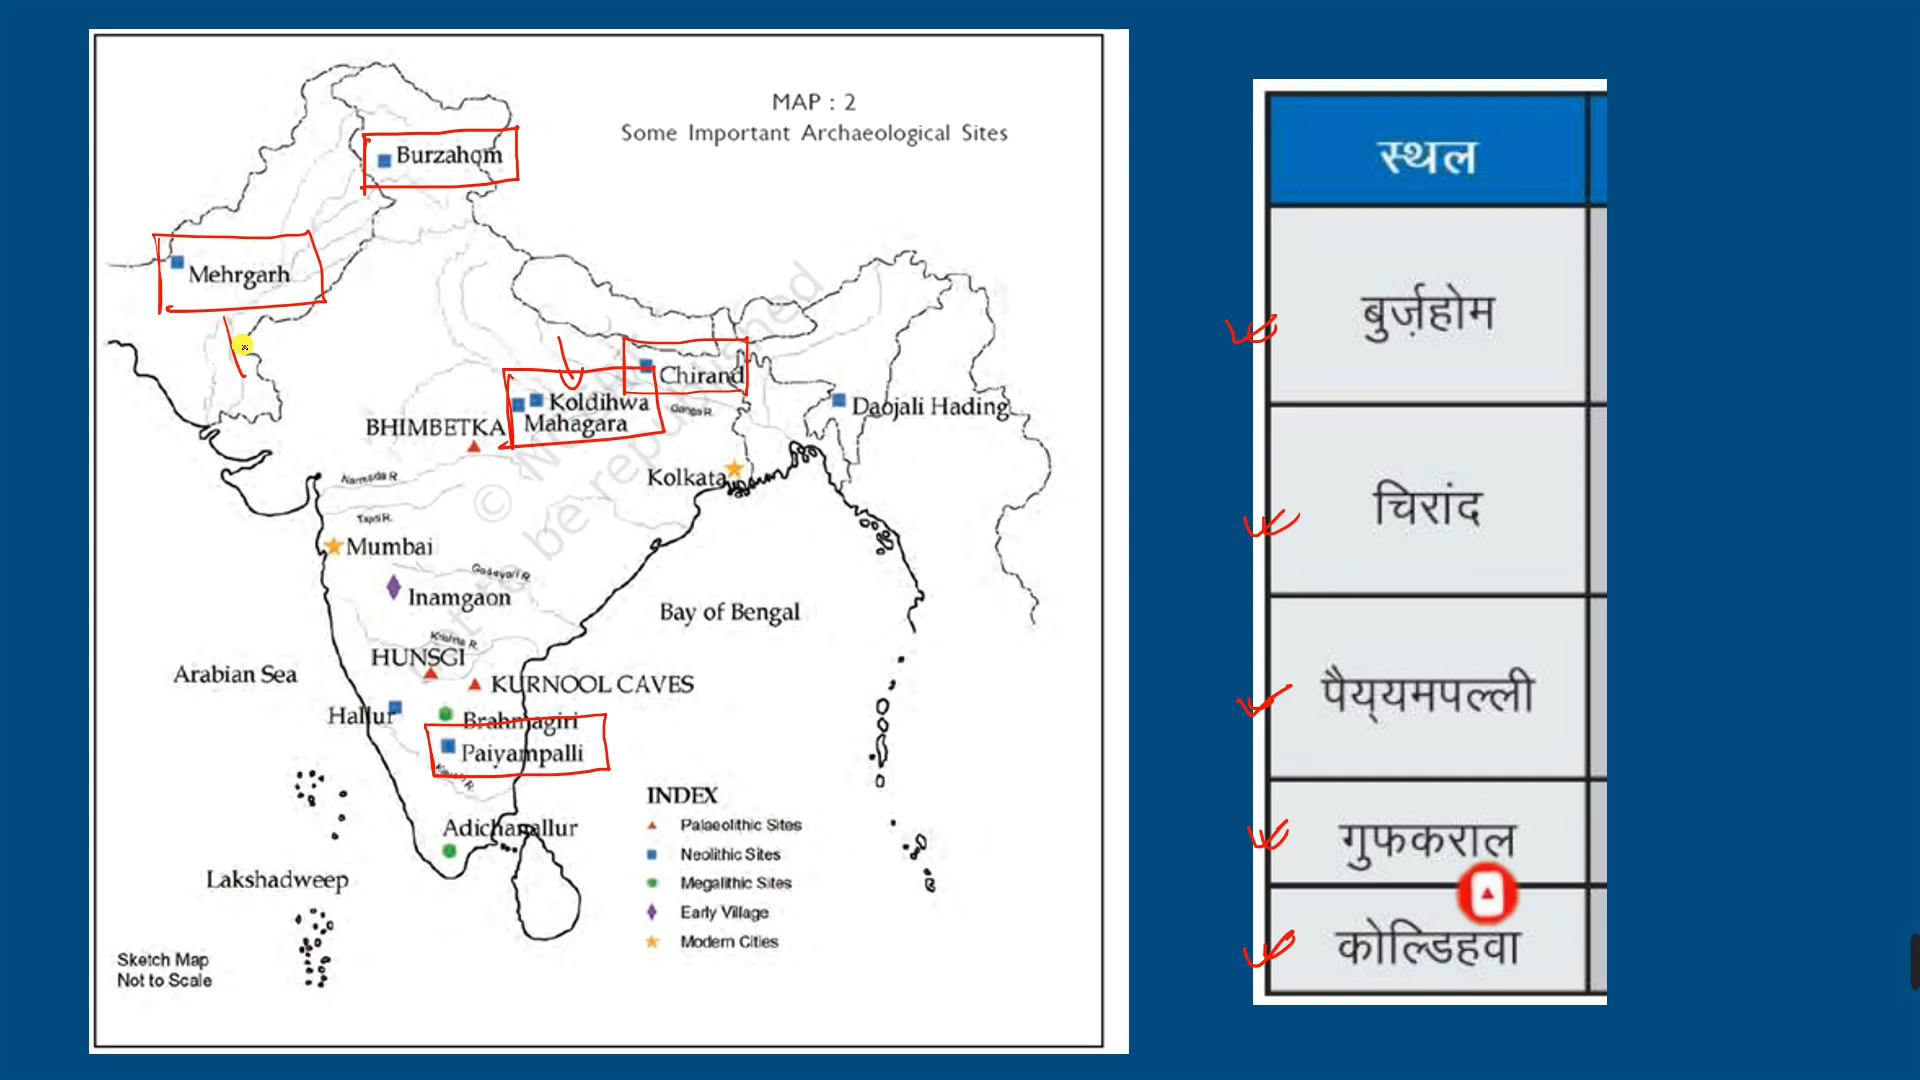 MAP : 2
Some Important Archaeological Sites
Burzahom
Mehrgarh
Chirand
Koldihwa
Mahagara
Ganga R.
Daojali Hading
BHIMBETKA
Kolkata
Narmada R.
Tapti R.
Mumbai
Godavari R.
Inamgaon
Bay of Bengal
Krishna R.
HUNSGI
Arabian Sea
KURNOOL CAVES
Hallur
Brahmagiri
Paiyampalli
INDEX
Palaeolithic Sites
Adichanallur
Neolithic Sites
Lakshadweep
Megalithic Sites
Early Village
Modern Cities
Sketch Map
Not to Scale
be republished
स्थल
बुर्ज़होम
चिरांद
पैय्‌यमपल्ली
गुफकराल
कोल्डिहवा